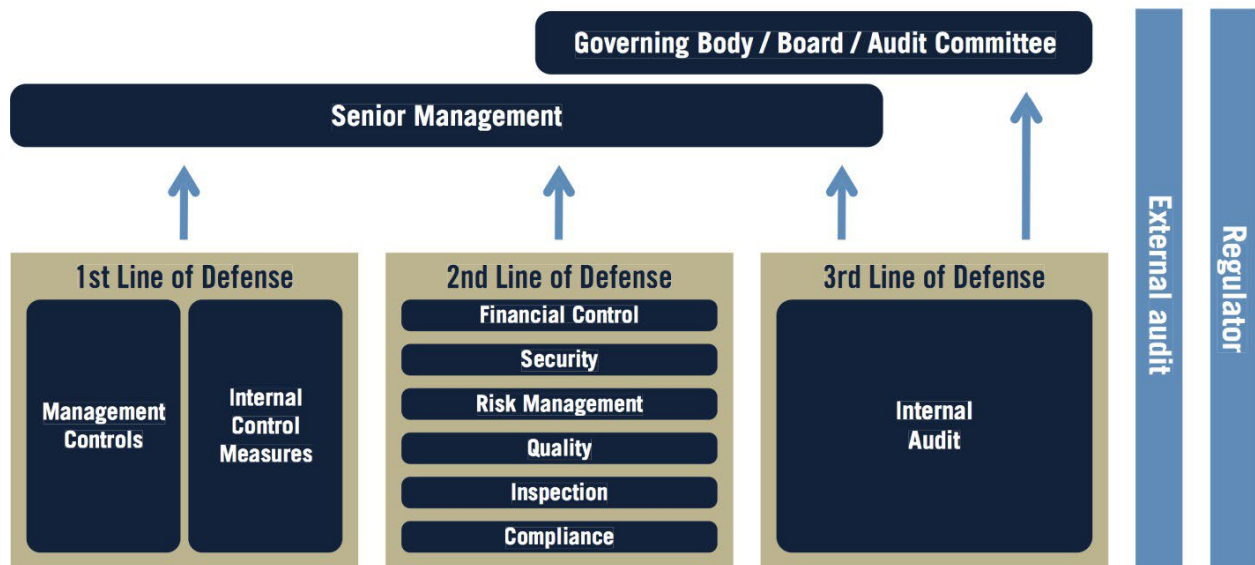 Governing Body / Board / Audit Committee
Senior Management
1st Line of Defense
Management
Controls
Internal
Control
Measures
2nd Line of Defense
Financial Control
Security
Risk Management
Quality
Inspection
Compliance
3rd Line of Defense
Internal
Audit
External audit
Regulator